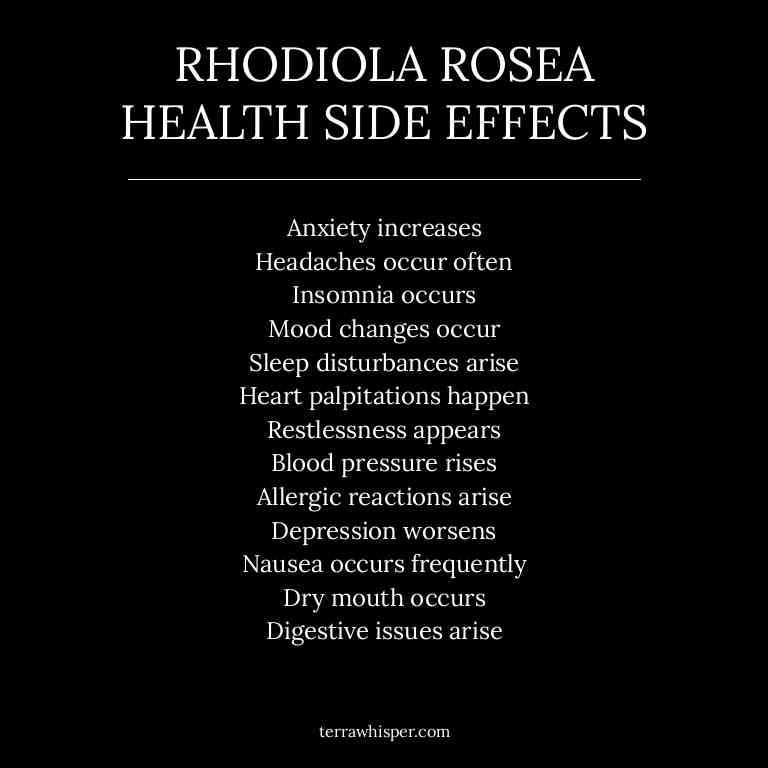 RHODIOLA ROSEA
HEALTH SIDE EFFECTS
Anxiety increases
Headaches occur often
Insomnia occurs
Mood changes occur
Sleep disturbances arise
Heart palpitations happen
Restlessness appears
Blood pressure rises
Allergic reactions arise
Depression worsens
Nausea occurs frequently
Dry mouth occurs
Digestive issues arise
terrawhisper.com